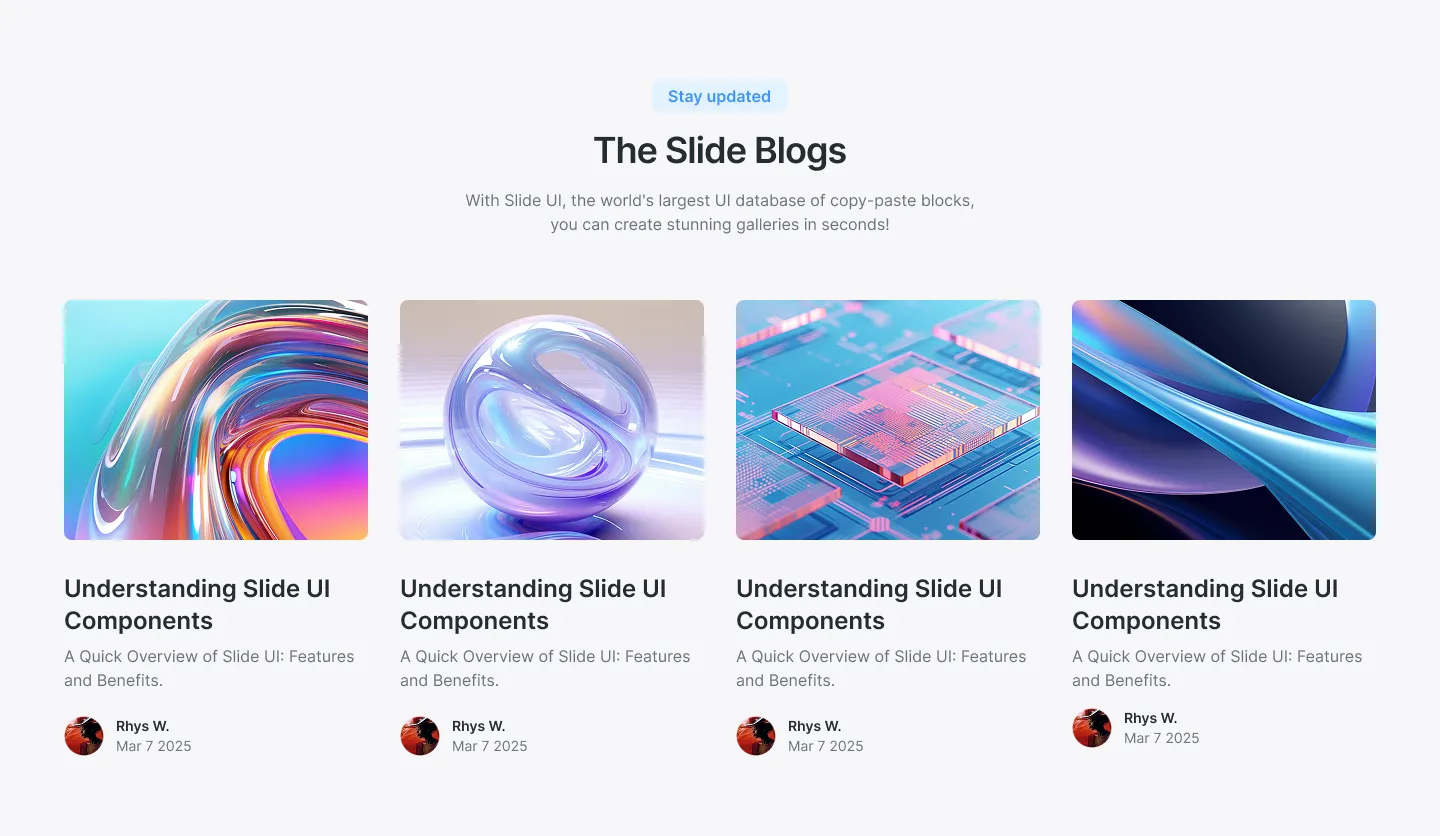 Stay updated
The Slide Blogs
With Slide UI, the world's largest UI database of copy-paste blocks,
you can create stunning galleries in seconds!
Understanding Slide UI
Components
A Quick Overview of Slide UI: Features
and Benefits.
Rhys W.
Mar 7 2025
Understanding Slide UI
Components
A Quick Overview of Slide UI: Features
and Benefits.
Rhys W.
Mar 7 2025
Understanding Slide UI
Components
A Quick Overview of Slide UI: Features
and Benefits.
Rhys W.
Mar 7 2025
Understanding Slide UI
Components
A Quick Overview of Slide UI: Features
and Benefits.
Rhys W.
Mar 7 2025